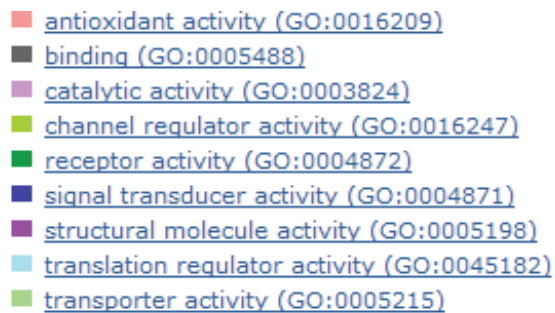 antioxidant activity (GO:0016209)
binding (GO:0005488)
catalytic activity (GO:0003824)
channel regulator activity (GO:0016247)
receptor activity (GO:0004872)
signal transducer activity (GO:0004871)
structural molecule activity (GO:0005198)
translation regulator activity (GO:0045182)
transporter activity (GO:0005215)